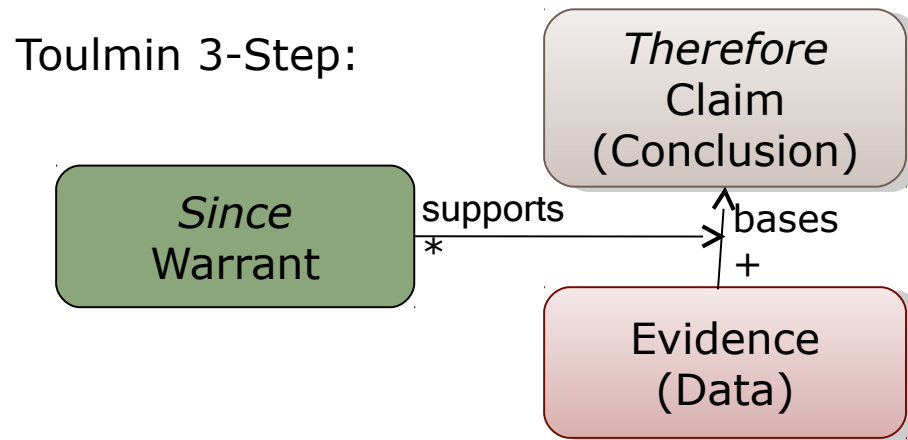 Toulmin 3-Step:
Therefore
Claim
(Conclusion)
Since
Warrant
supports
*
bases
+
Evidence
(Data)